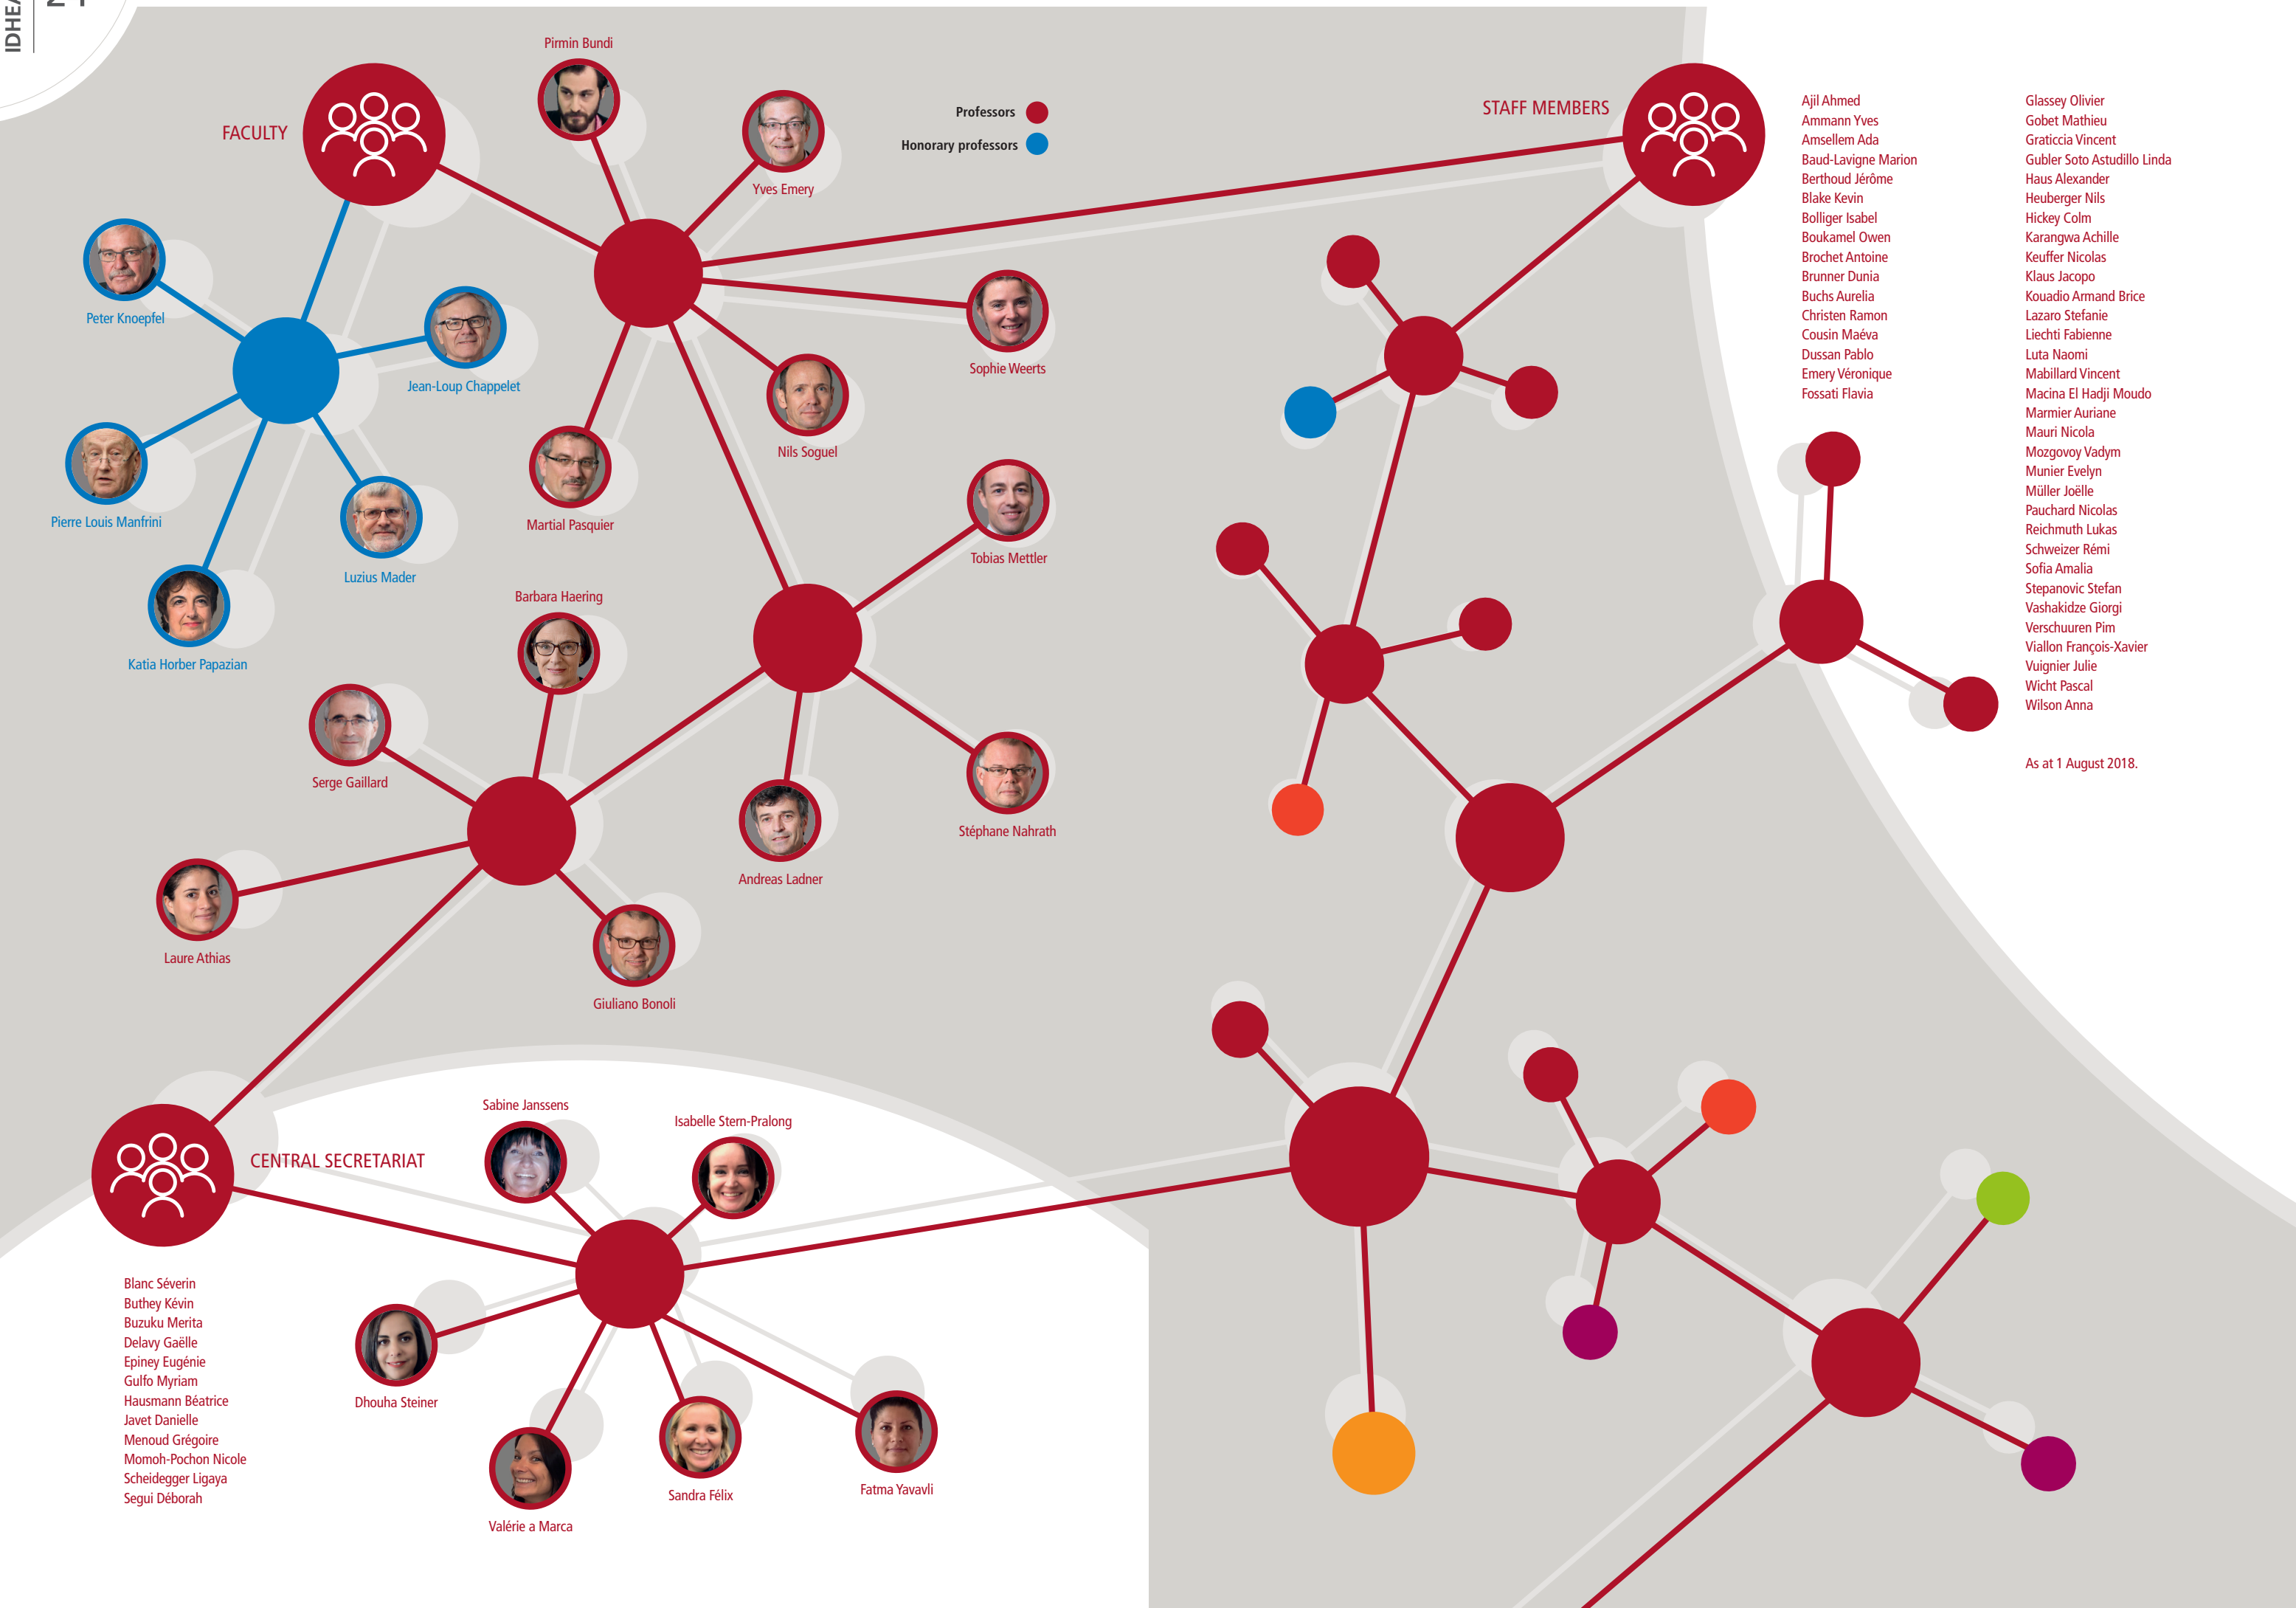 IDHEA
FACULTY
Pirmin Bundi
Yves Emery
Professors
Honorary professors
Peter Knoepfel
Jean-Loup Chappelet
Sophie Weerts
Nils Soguel
Pierre Louis Manfrini
Martial Pasquier
Luzius Mader
Tobias Mettler
Katia Horber Papazian
Barbara Haering
Serge Gaillard
Stéphane Nahrath
Andreas Ladner
Laure Athias
Giuliano Bonoli
STAFF MEMBERS
Ajil Ahmed
Ammann Yves
Amsellem Ada
Baud-Lavigne Marion
Berthoud Jérôme
Blake Kevin
Bolliger Isabel
Boukamel Owen
Brochet Antoine
Brunner Dunia
Buchs Aurelia
Christen Ramon
Cousin Maéva
Dussan Pablo
Emery Véronique
Fossati Flavia
Glassey Olivier
Gobet Mathieu
Graticcia Vincent
Gubler Soto Astudillo Linda
Haus Alexander
Heuberger Nils
Hickey Colm
Karangwa Achille
Keuffer Nicolas
Klaus Jacopo
Kouadio Armand Brice
Lazaro Stefanie
Liechti Fabienne
Luta Naomi
Mabillard Vincent
Macina El Hadji Moudo
Marmier Auriane
Mauri Nicola
Mozgovoy Vadym
Munier Evelyn
Müller Joëlle
Pauchard Nicolas
Reichmuth Lukas
Schweizer Rémi
Sofia Amalia
Stepanovic Stefan
Vashakidze Giorgi
Verschuuren Pim
Viallon François-Xavier
Vuignier Julie
Wicht Pascal
Wilson Anna
As at 1 August 2018.
CENTRAL SECRETARIAT
Sabine Janssens
Isabelle Stern-Pralong
Dhouha Steiner
Valérie a Marca
Sandra Félix
Fatma Yavavli
Blanc Séverin
Buthey Kévin
Buzuku Merita
Delavy Gaëlle
Epiney Eugénie
Gulfo Myriam
Hausmann Béatrice
Javet Danielle
Menoud Grégoire
Momoh-Pochon Nicole
Scheidegger Ligaya
Segui Déborah